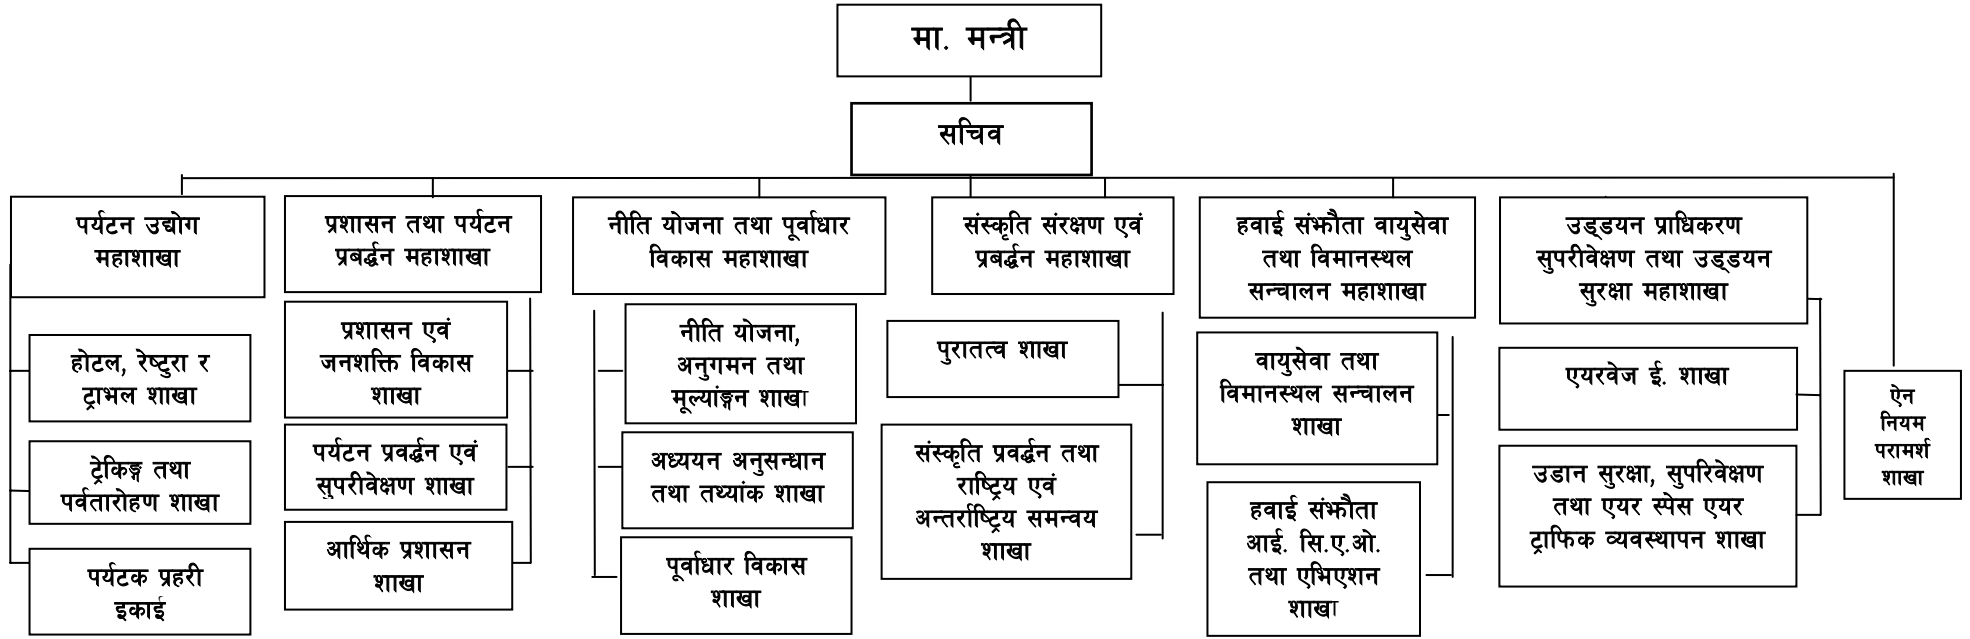 मा. मन्त्री
सचिव
पर्यटन उद्योग
महाशाखा
होटल, रेष्टुरा र
ट्राभल शाखा
ट्रेकिङ्ग तथा
पर्वतारोहण शाखा
पर्यटक प्रहरी
इकाई
प्रशासन तथा पर्यटन
प्रबर्द्धन महाशाखा
प्रशासन एवं
जनशक्ति विकास
शाखा
पर्यटन प्रवर्द्धन एवं
सुपरीवेक्षण शाखा
आर्थिक प्रशासन
शाखा
नीति योजना तथा पूर्वाधार
विकास महाशाखा
नीति योजना,
अनुगमन तथा
मूल्यांङ्गन शाखा
अध्ययन अनुसन्धान
तथा तथ्यांक शाखा
पूर्वाधार विकास
शाखा
संस्कृति संरक्षण एवं
प्रबर्द्धन महाशाखा
पुरातत्व शाखा
संस्कृति प्रवर्द्धन तथा
राष्ट्रिय एवं
अन्तर्राष्ट्रिय समन्वय
शाखा
हवाई संझौता वायुसेवा
तथा विमानस्थल
सन्चालन महाशाखा
वायुसेवा तथा
विमानस्थल सन्चालन
शाखा
हवाई संझौता
आई. सि.ए.ओ.
तथा एभिएशन
शाखा
उड्डयन प्राधिकरण
सुपरीवेक्षण तथा उड्डयन
सुरक्षा महाशाखा
एयरवेज ई. शाखा
उडान सुरक्षा, सुपरिवेक्षण
तथा एयर स्पेस एयर
ट्राफिक व्यवस्थापन शाखा
ऐन
नियम
परामर्श
शाखा